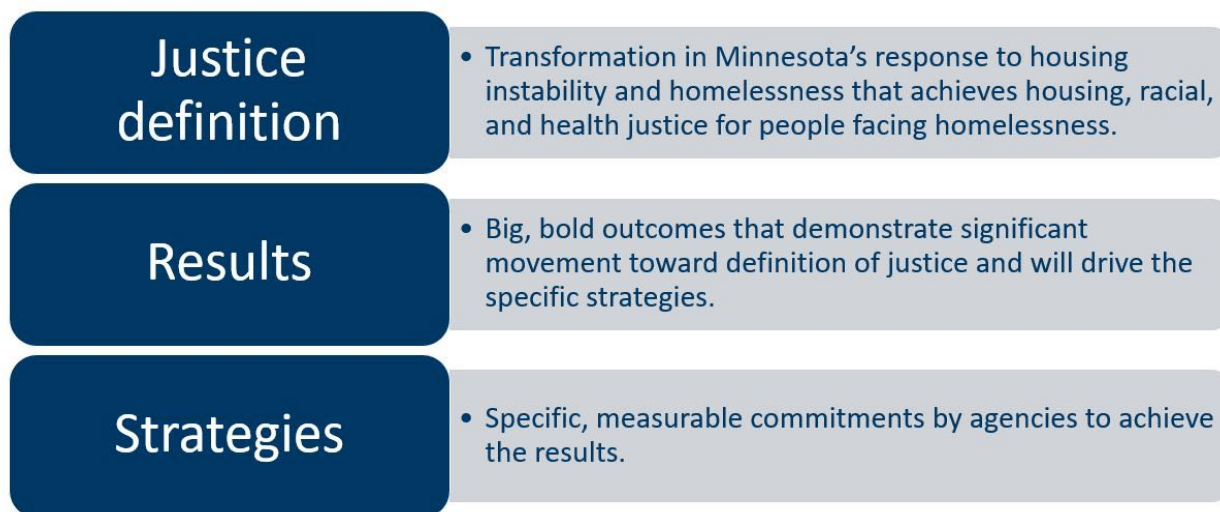 Justice
definition
• Transformation in Minnesota’s response to housing
instability and homelessness that achieves housing, racial,
and health justice for people facing homelessness.
Results
• Big, bold outcomes that demonstrate significant
movement toward definition of justice and will drive the
specific strategies.
Strategies
• Specific, measurable commitments by agencies to achieve
the results.